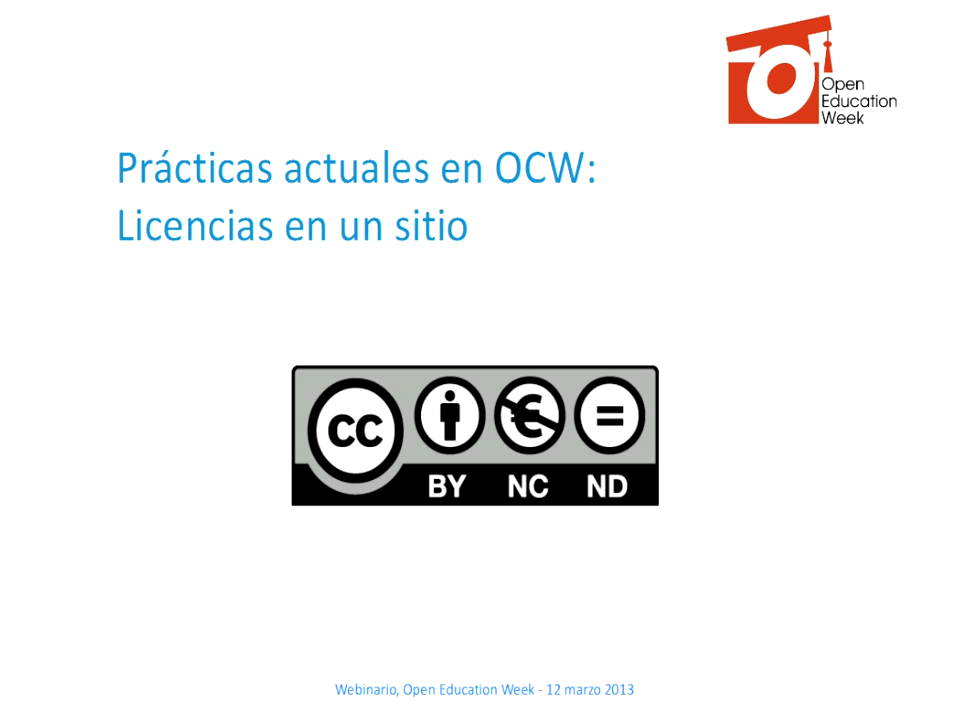 Open
Education
Week
Prácticas actuales en OCW:
Licencias en un sitio
CC
BY NC ND
Webinario, Open Education Week - 12 marzo 2013